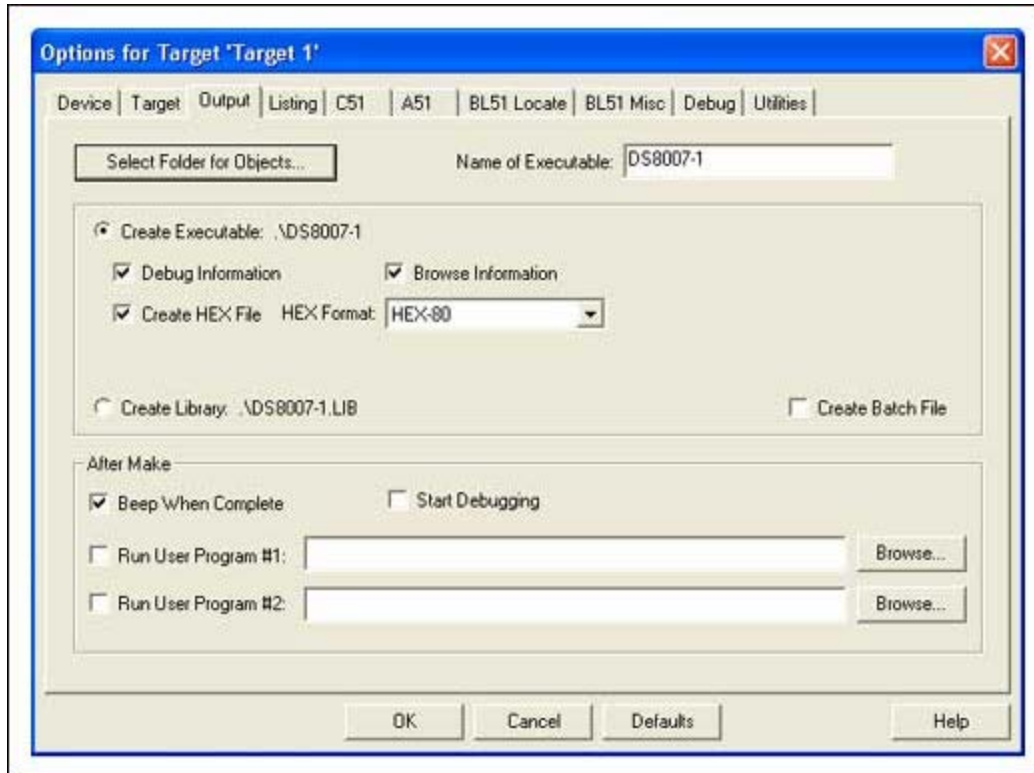 Options for Target 'Target 1'
Device Target Output Listing C51 A51 BL51 Locate BL51 Misc Debug Utilities
Select Folder for Objects... Name of Executable: DS8007-1
Create Executable: .\DS8007-1
Debug Information Browse Information
Create HEX File HEX Format: HEX-80
Create Library: .\DS8007-1.LIB Create Batch File
After Make
Beep When Complete Start Debugging
Run User Program #1: Browse...
Run User Program #2: Browse...
OK Cancel Defaults Help